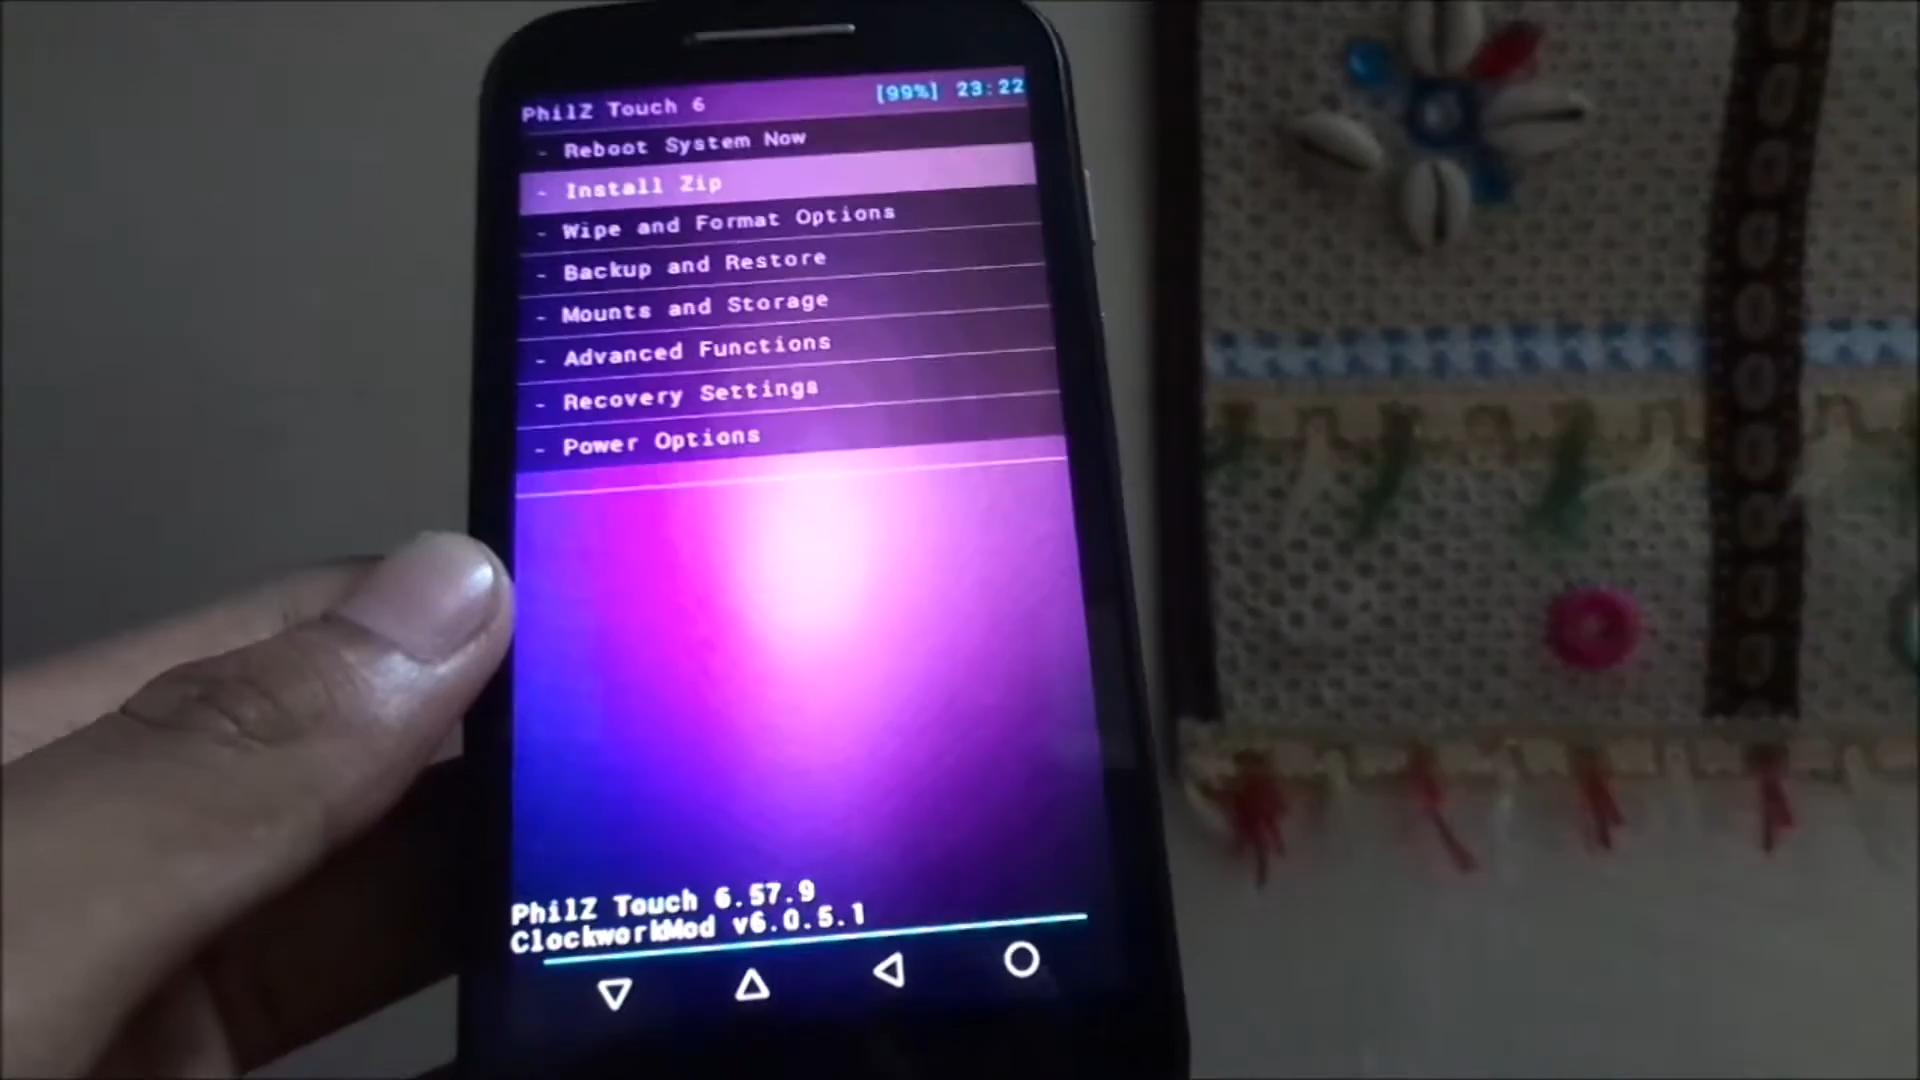 PhilZ Touch 6 [99%] 23:22
- Reboot System Now
- Install Zip
- Wipe and Format Options
- Backup and Restore
- Mounts and Storage
- Advanced Functions
- Recovery Settings
- Power Options
PhilZ Touch 6.57.9
ClockworkMod v6.0.5.1